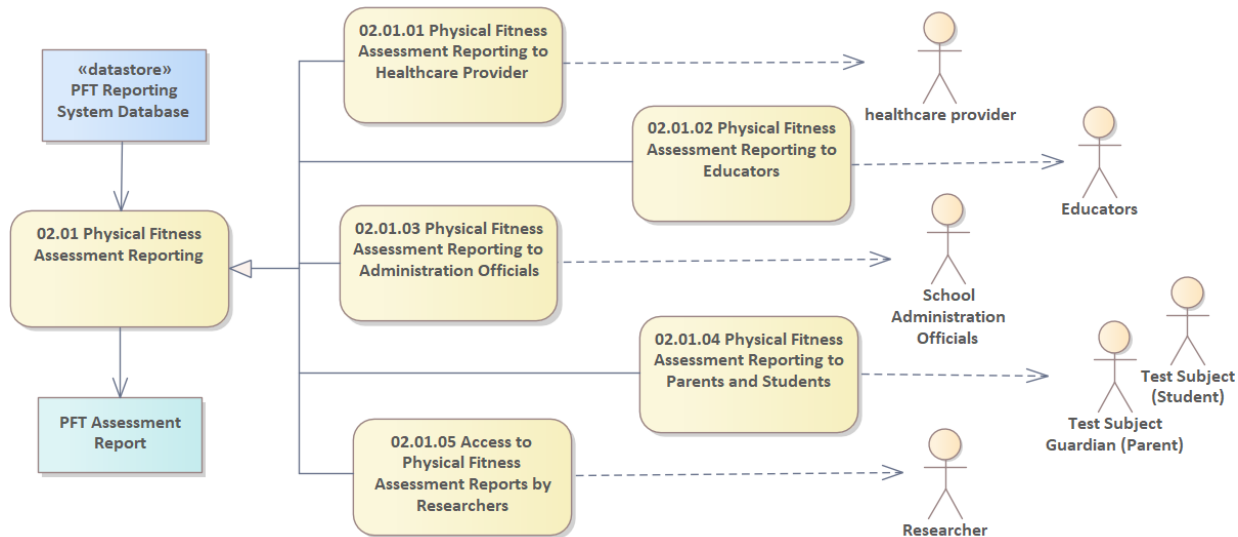 «datastore»
PFT Reporting
System Database
02.01 Physical Fitness
Assessment Reporting
PFT Assessment
Report
02.01.01 Physical Fitness
Assessment Reporting to
Healthcare Provider
healthcare provider
02.01.02 Physical Fitness
Assessment Reporting to
Educators
Educators
02.01.03 Physical Fitness
Assessment Reporting to
Administration Officials
School
Administration
Officials
02.01.04 Physical Fitness
Assessment Reporting to
Parents and Students
Test Subject
(Student)
Test Subject
Guardian (Parent)
02.01.05 Access to
Physical Fitness
Assessment Reports by
Researchers
Researcher